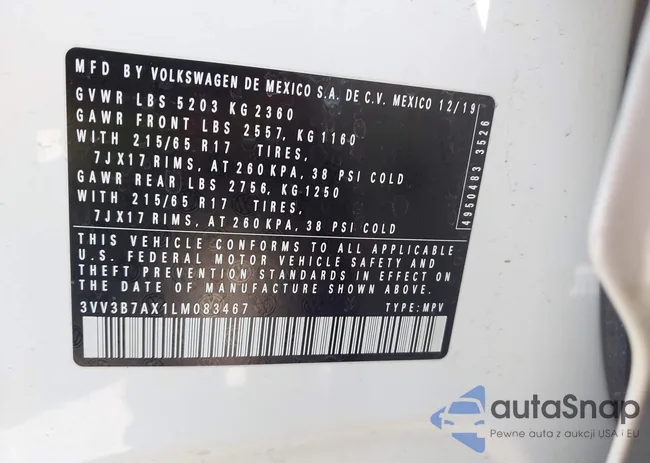 MFD BY VOLKSWAGEN DE MEXICO S.A. DE C.V. MEXICO 12/19
GVWR LBS 5203 KG 2360
GAWR FRONT LBS 2557, KG 1160
WITH 215/65 R17 TIRES,
7JX17 RIMS, AT 260 KPA, 38 PSI COLD
GAWR REAR LBS 2756, KG 1250
WITH 215/65 R17 TIRES,
7JX17 RIMS, AT 260 KPA, 38 PSI COLD
4950483 3526
THIS VEHICLE CONFORMS TO ALL APPLICABLE
U.S. FEDERAL MOTOR VEHICLE SAFETY AND
THEFT PREVENTION STANDARDS IN EFFECT ON
THE DATE OF MANUFACTURE SHOWN ABOVE.
3VV3B7AX1LM083467 TYPE:MPV
autaSnap
Pewne auta z aukcji USA i EU